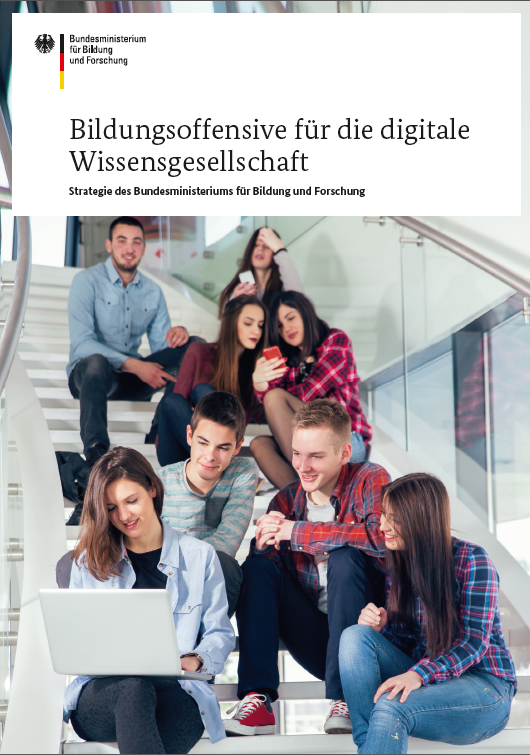 Bundesministerium
für Bildung
und Forschung
Bildungsoffensive für die digitale
Wissensgesellschaft
Strategie des Bundesministeriums für Bildung und Forschung